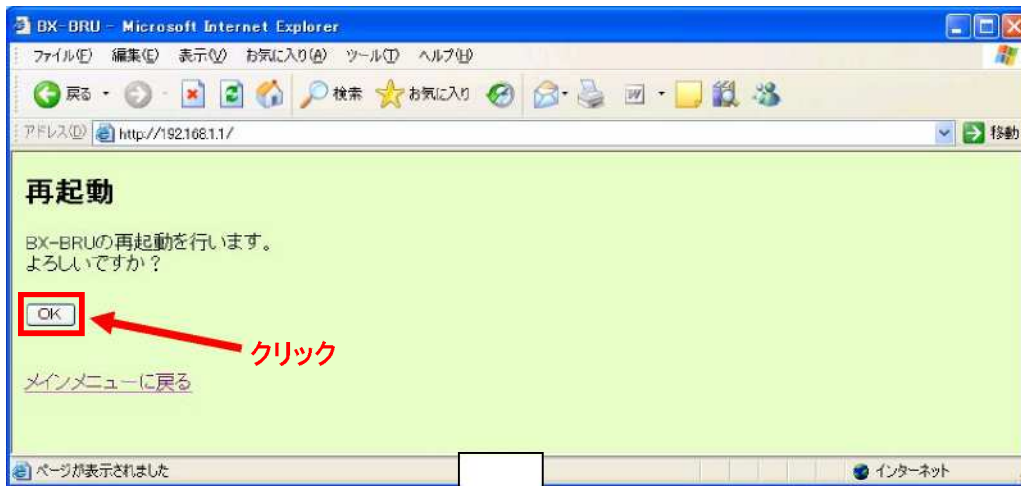 BX-BRU - Microsoft Internet Explorer
ファイル(F) 編集(E) 表示(V) お気に入り(A) ツール(T) ヘルプ(H)
戻る 検索 お気に入り
アドレス(D) http://192.168.1.1/ 移動
再起動
BX-BRUの再起動を行います。
よろしいですか？
OK
クリック
メインメニューに戻る
ページが表示されました インターネット